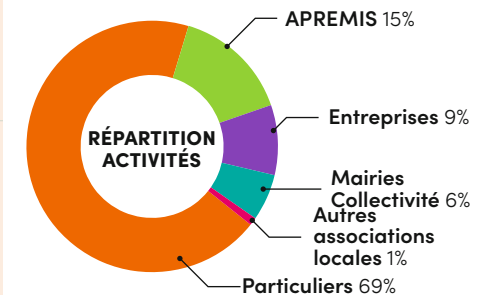 APREMIS 15%
RÉPARTITION
ACTIVITÉS
Entreprises 9%
Mairies
Collectivité 6%
Autres
associations
locales 1%
Particuliers 69%